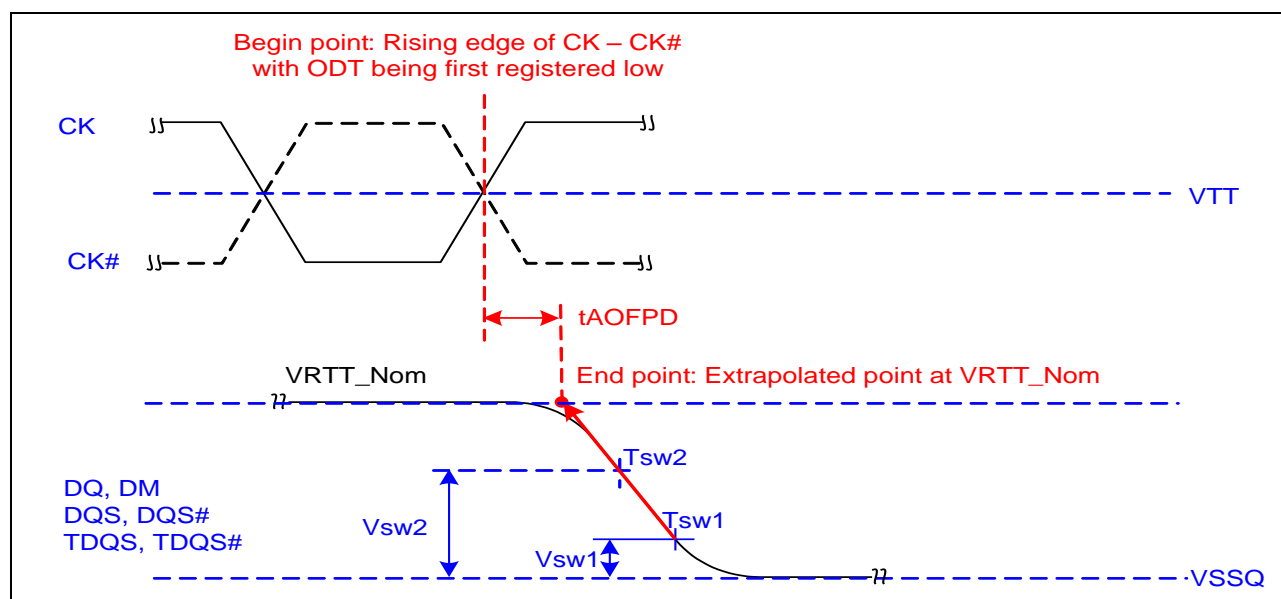 Begin point: Rising edge of CK – CK#
with ODT being first registered low
CK
VTT
CK#
tAOFPD
VRTT_Nom
End point: Extrapolated point at VRTT_Nom
Tsw2
DQ, DM
DQS, DQS#
TDQS, TDQS#
Vsw2
Tsw1
Vsw1
VSSQ